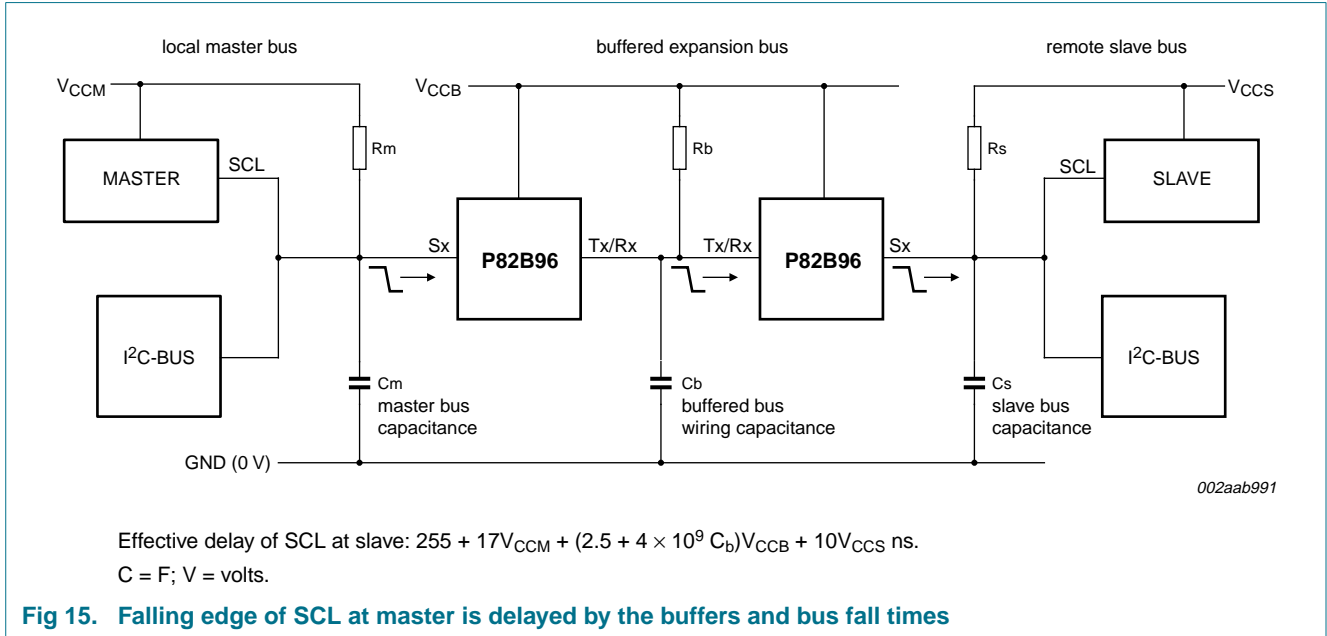 local master bus
buffered expansion bus
remote slave bus
VCCM
VCCB
VCCS
Rm
Rb
Rs
MASTER
SCL
SCL
SLAVE
Sx
P82B96
Tx/Rx
Tx/Rx
P82B96
Sx
I2C-BUS
I2C-BUS
Cm
master bus
capacitance
Cb
buffered bus
wiring capacitance
Cs
slave bus
capacitance
GND (0 V)
002aab991
Effective delay of SCL at slave: 255 + 17VCCM + (2.5 + 4 × 10⁹ Cb)VCCB + 10VCCS ns.
C = F; V = volts.
Fig 15. Falling edge of SCL at master is delayed by the buffers and bus fall times